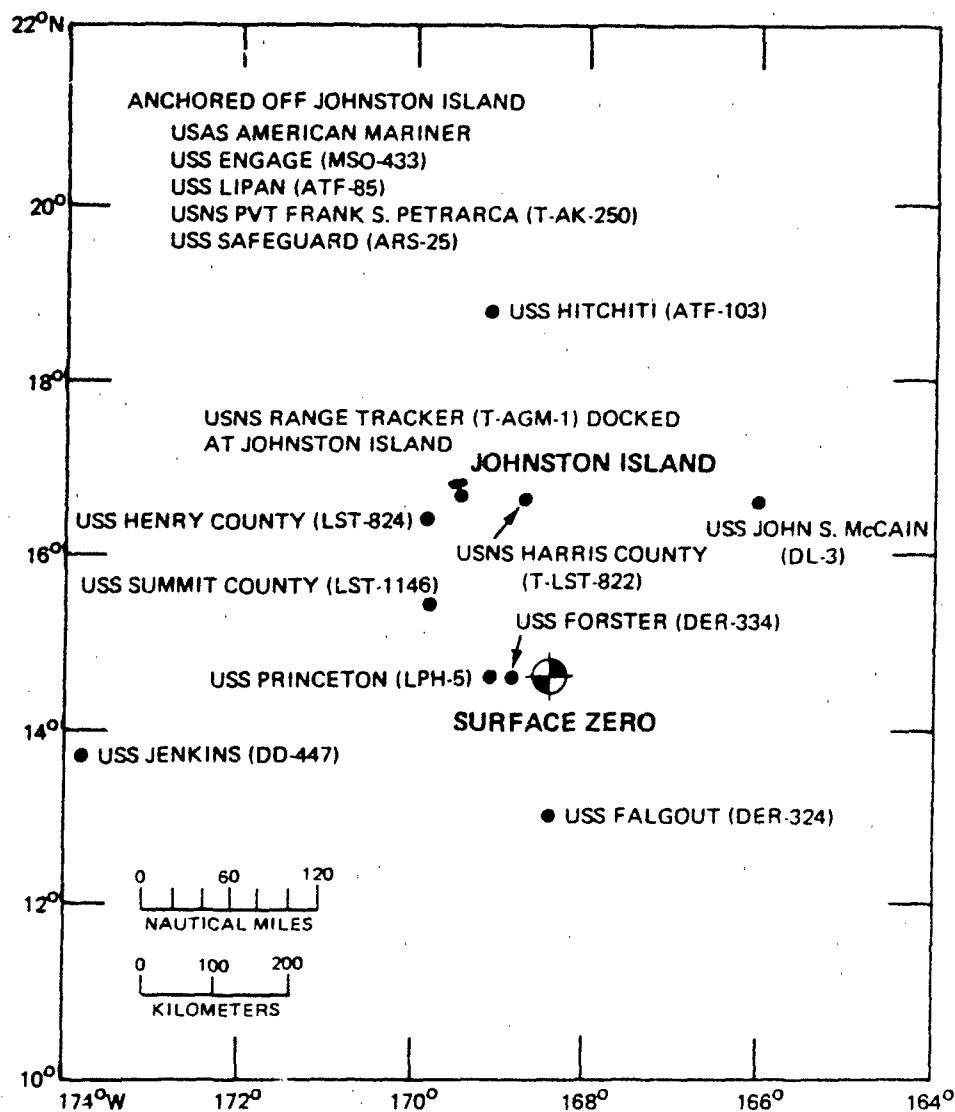 22°N
ANCHORED OFF JOHNSTON ISLAND
USAS AMERICAN MARINER
USS ENGAGE (MSO-433)
USS LIPAN (ATF-85)
20°
USNS PVT FRANK S. PETRARCA (T-AK-250)
USS SAFEGUARD (ARS-25)
USS HITCHITI (ATF-103)
18°
USNS RANGE TRACKER (T-AGM-1) DOCKED
AT JOHNSTON ISLAND
JOHNSTON ISLAND
USS HENRY COUNTY (LST-824)
USS JOHN S. McCAIN
(DL-3)
16°
USNS HARRIS COUNTY
(T-LST-822)
USS SUMMIT COUNTY (LST-1146)
USS FORSTER (DER-334)
USS PRINCETON (LPH-5)
SURFACE ZERO
14°
USS JENKINS (DD-447)
USS FALGOUT (DER-324)
0 60 120
NAUTICAL MILES
12°
0 100 200
KILOMETERS
10°
174°W 172° 170° 168° 166° 164°